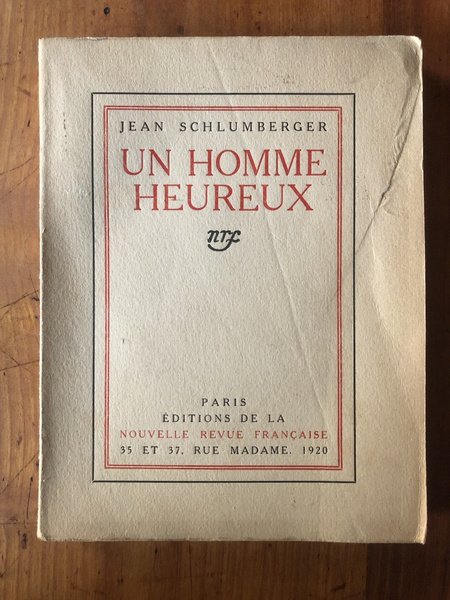 JEAN SCHLUMBERGER
UN HOMME
HEUREUX
nrf
PARIS
ÉDITIONS DE LA
NOUVELLE REVUE FRANÇAISE
35 ET 37, RUE MADAME. 1920